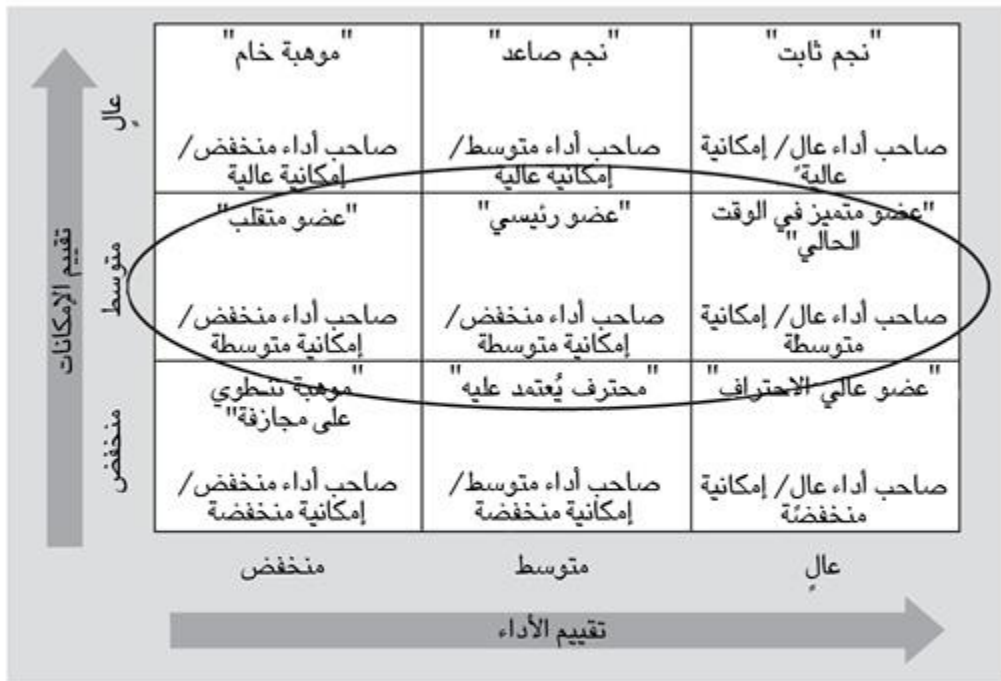 "موهبة خام"
صاحب أداء منخفض/
إمكانية عالية
"نجم صاعد"
صاحب أداء متوسط/
إمكانية عالية
"نجم ثابت"
صاحب أداء عالٍ/ إمكانية
عالية
"عضو متقلب"
صاحب أداء منخفض/
إمكانية متوسطة
"عضو رئيسي"
صاحب أداء منخفض/
إمكانية متوسطة
"عضو متميز في الوقت
الحالي"
صاحب أداء عالٍ/ إمكانية
متوسطة
"موهبة تنطوي
على مجازفة"
صاحب أداء منخفض/
إمكانية منخفضة
"محترف يُعتمد عليه"
صاحب أداء متوسط/
إمكانية منخفضة
"عضو عالي الاحتراف"
صاحب أداء عالٍ/ إمكانية
منخفضة
عالٍ
متوسط
منخفض
تقييم الإمكانات
منخفض
متوسط
عالٍ
تقييم الأداء